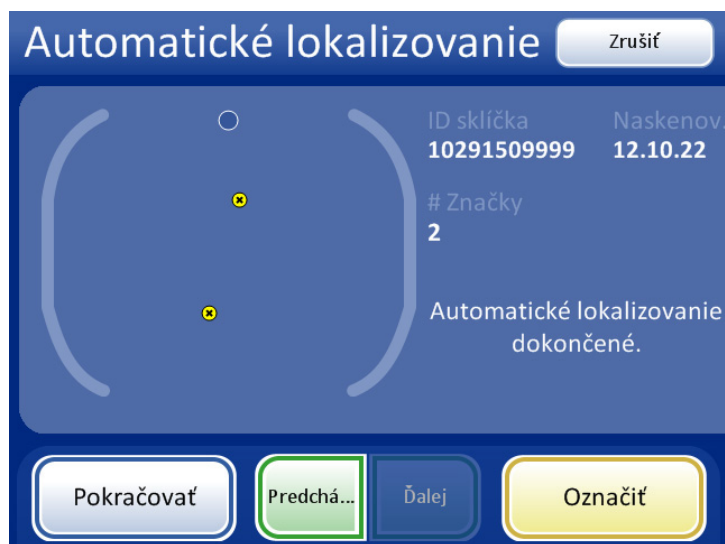 Automatické lokalizovanie
Zrušiť
ID sklíčka
Naskenov.
10291509999
12.10.22
# Značky
2
Automatické lokalizovanie
dokončené.
Pokračovať
Predchá...
Ďalej
Označiť